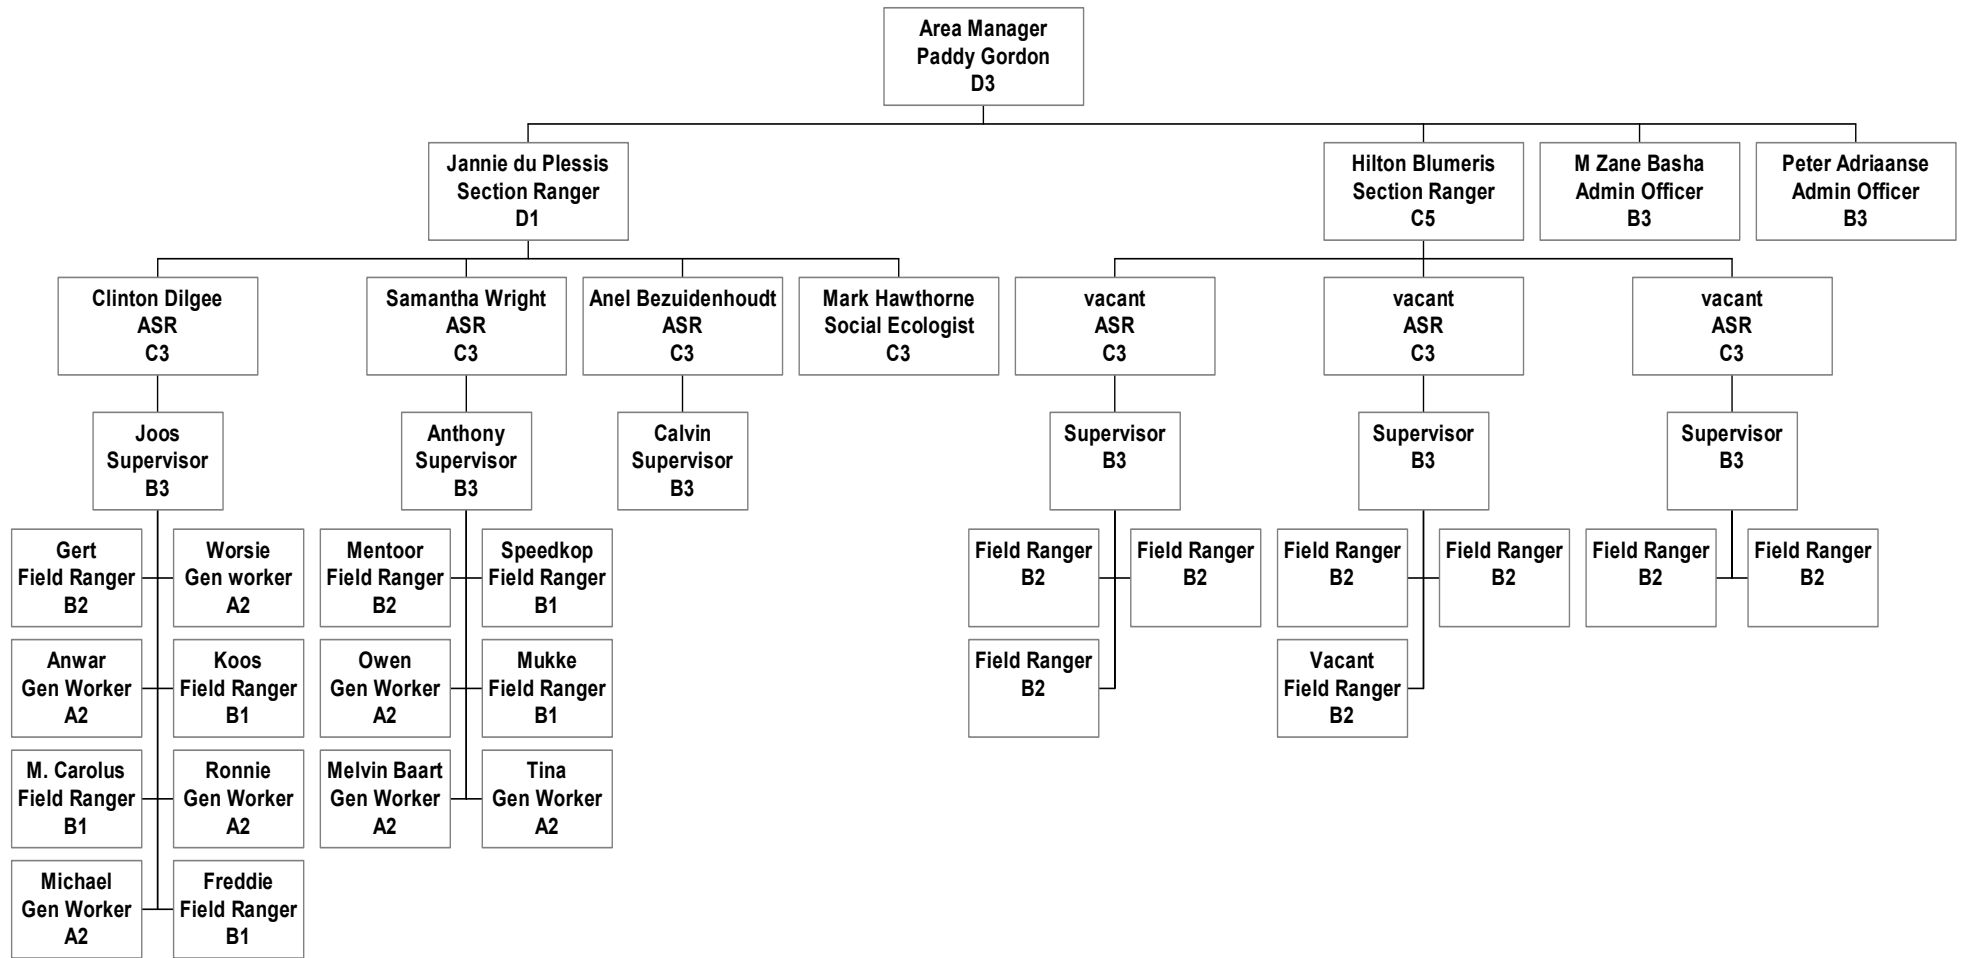 Area Manager
Paddy Gordon
D3
Jannie du Plessis
Section Ranger
D1
Hilton Blumeris
Section Ranger
C5
M Zane Basha
Admin Officer
B3
Peter Adriaanse
Admin Officer
B3
Clinton Dilgee
ASR
C3
Samantha Wright
ASR
C3
Anel Bezuidenhoudt
ASR
C3
Mark Hawthorne
Social Ecologist
C3
vacant
ASR
C3
vacant
ASR
C3
vacant
ASR
C3
Joos
Supervisor
B3
Anthony
Supervisor
B3
Calvin
Supervisor
B3
Supervisor
B3
Supervisor
B3
Supervisor
B3
Gert
Field Ranger
B2
Worsie
Gen worker
A2
Mentoor
Field Ranger
B2
Speedkop
Field Ranger
B1
Field Ranger
B2
Field Ranger
B2
Field Ranger
B2
Field Ranger
B2
Field Ranger
B2
Field Ranger
B2
Anwar
Gen Worker
A2
Koos
Field Ranger
B1
Owen
Gen Worker
A2
Mukke
Field Ranger
B1
Field Ranger
B2
Vacant
Field Ranger
B2
M. Carolus
Field Ranger
B1
Ronnie
Gen Worker
A2
Melvin Baart
Gen Worker
A2
Tina
Gen Worker
A2
Michael
Gen Worker
A2
Freddie
Field Ranger
B1